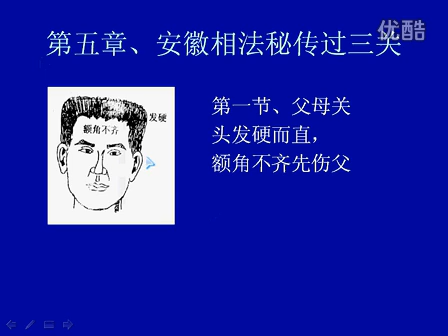 优酷
第五章、安徽相法秘传过三关
第一节、父母关
头发硬而直，
额角不齐先伤父
发硬
额角不齐